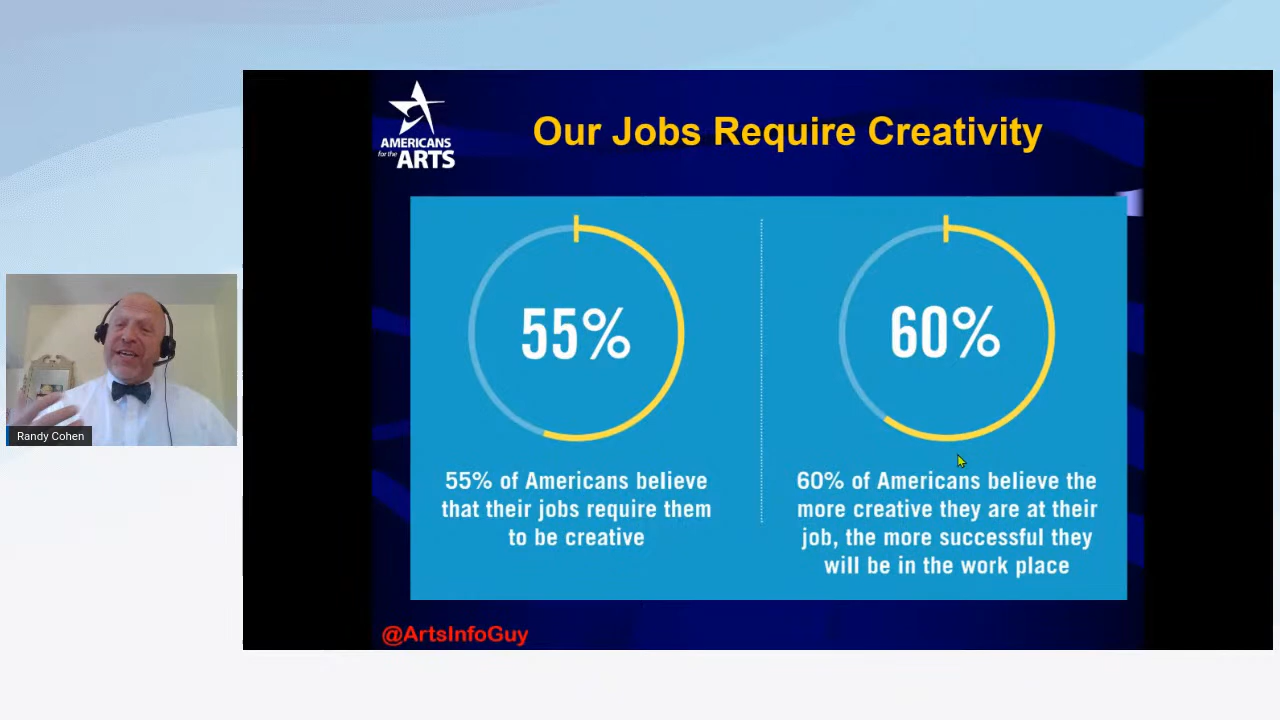 AMERICANS
for the ARTS
Our Jobs Require Creativity
55%
55% of Americans believe
that their jobs require them
to be creative
60%
60% of Americans believe the
more creative they are at their
job, the more successful they
will be in the work place
@ArtsInfoGuy
Randy Cohen